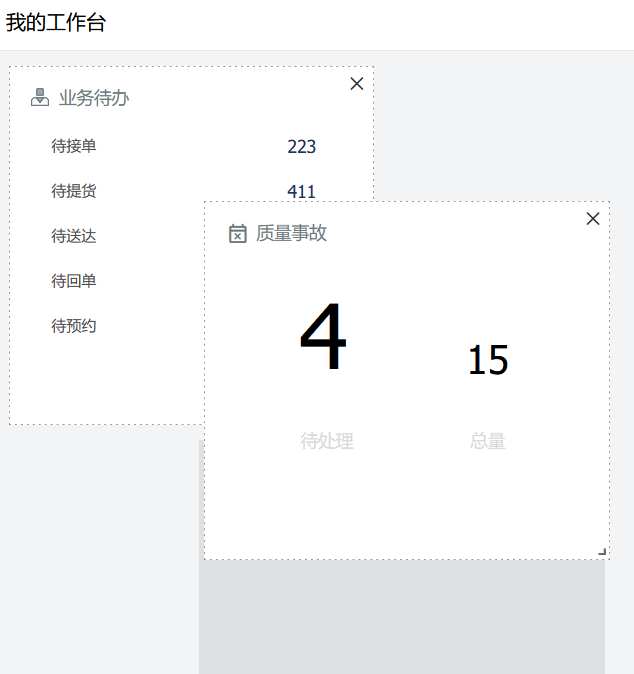 我的工作台
业务待办
待接单 223
待提货 411
待送达
待回单
待预约
质量事故
4 15
待处理 总量